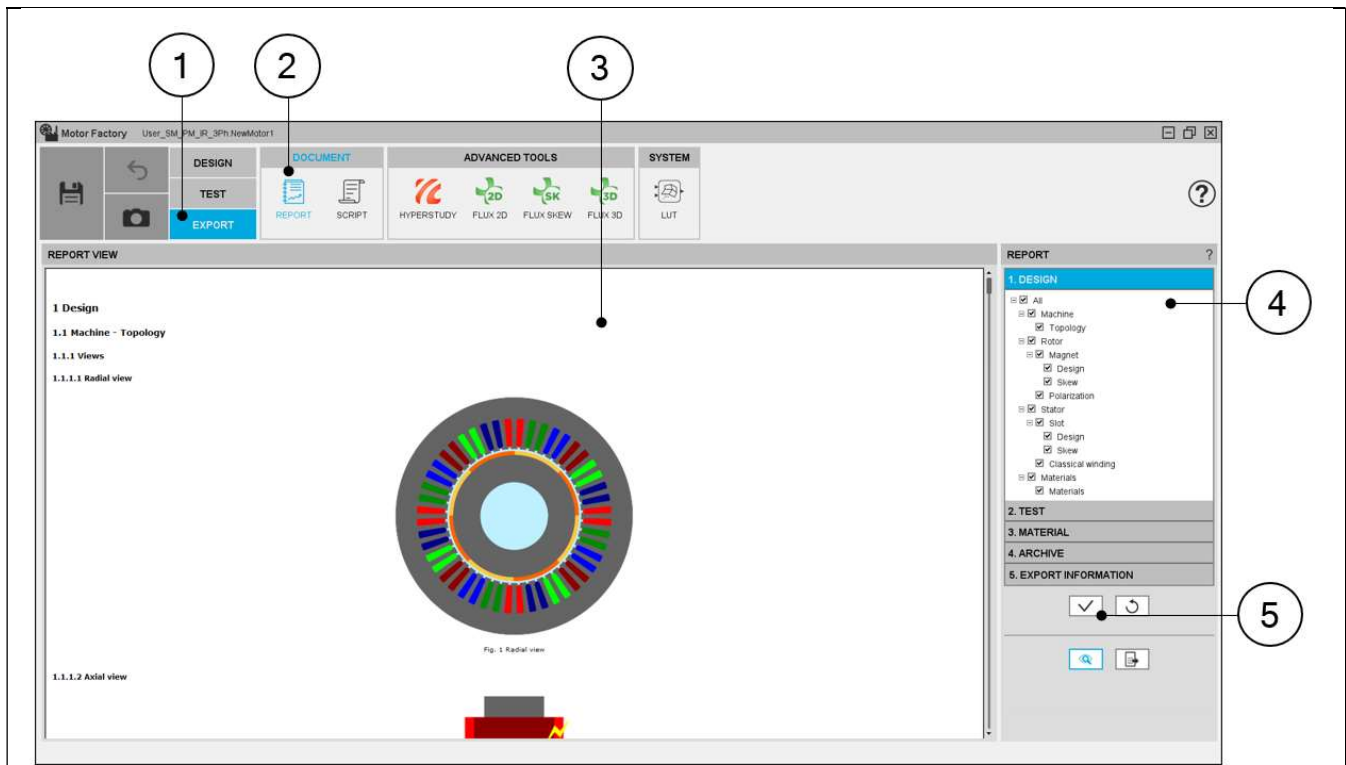 1
2
3
Motor Factory User_SM_PM_IR_3Ph.NewMotor1
DESIGN
TEST
EXPORT
DOCUMENT
REPORT
SCRIPT
ADVANCED TOOLS
2D
SK
3D
HYPERSTUDY
FLUX 2D
FLUX SKEW
FLUX 3D
SYSTEM
LUT
?
REPORT VIEW
1 Design
1.1 Machine - Topology
1.1.1 Views
1.1.1.1 Radial view
Fig. 1 Radial view
1.1.1.2 Axial view
REPORT ?
1. DESIGN
All
Machine
Topology
Rotor
Magnet
Design
Skew
Polarization
Stator
Slot
Design
Skew
Classical winding
Materials
Materials
2. TEST
3. MATERIAL
4. ARCHIVE
5. EXPORT INFORMATION
4
5